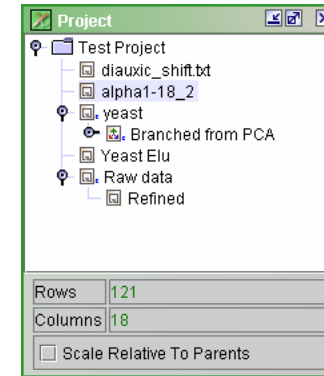 Project
Test Project
diauxic_shift.txt
alpha1-18_2
yeast
Branched from PCA
Yeast Elu
Raw data
Refined
Rows 121
Columns 18
Scale Relative To Parents